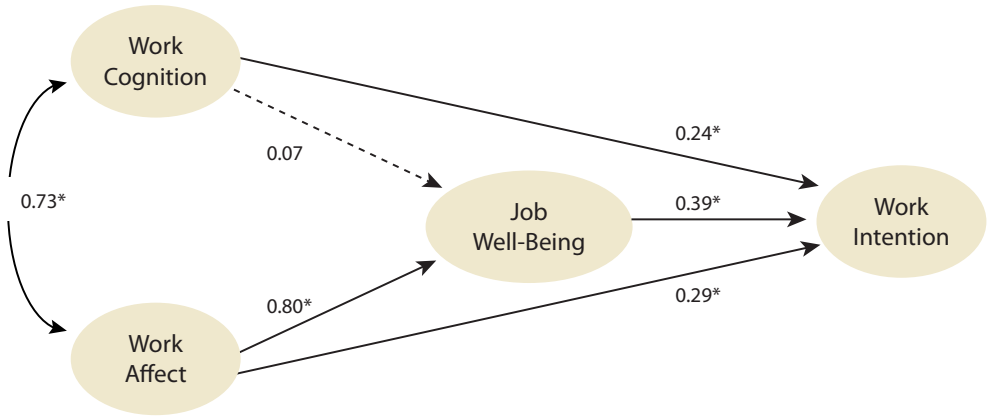 Work
Cognition
0.24*
0.07
0.73*
Job
Well-Being
0.39*
Work
Intention
0.80*
0.29*
Work
Affect